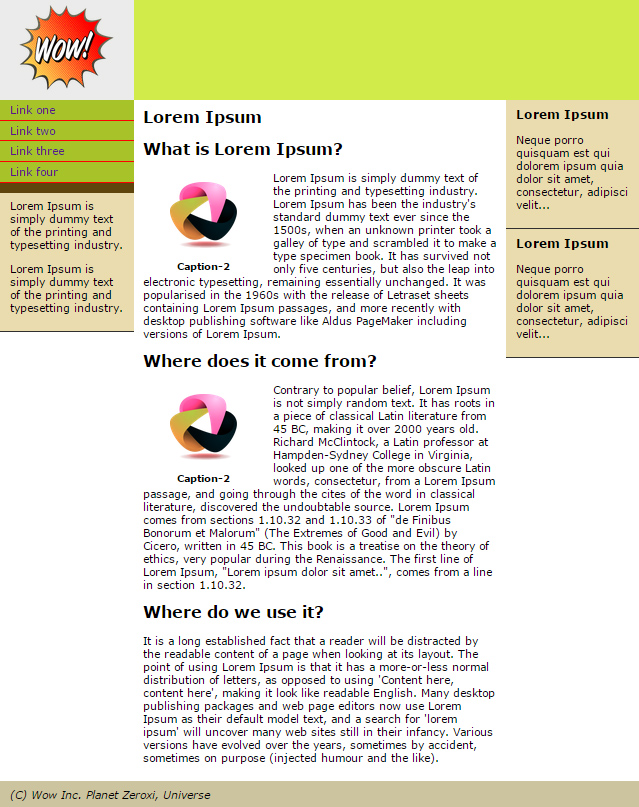 WOW!
Link one
Link two
Link three
Link four
Lorem Ipsum is
simply dummy text
of the printing and
typesetting industry.
Lorem Ipsum is
simply dummy text
of the printing and
typesetting industry.
Lorem Ipsum
What is Lorem Ipsum?
Caption-2
Lorem Ipsum is simply dummy text of
the printing and typesetting industry.
Lorem Ipsum has been the industry's
standard dummy text ever since the
1500s, when an unknown printer took a
galley of type and scrambled it to make a
type specimen book. It has survived not
only five centuries, but also the leap into
electronic typesetting, remaining essentially unchanged. It was
popularised in the 1960s with the release of Letraset sheets
containing Lorem Ipsum passages, and more recently with
desktop publishing software like Aldus PageMaker including
versions of Lorem Ipsum.
Where does it come from?
Caption-2
Contrary to popular belief, Lorem Ipsum
is not simply random text. It has roots in
a piece of classical Latin literature from
45 BC, making it over 2000 years old.
Richard McClintock, a Latin professor at
Hampden-Sydney College in Virginia,
looked up one of the more obscure Latin
words, consectetur, from a Lorem Ipsum
passage, and going through the cites of the word in classical
literature, discovered the undoubtable source. Lorem Ipsum
comes from sections 1.10.32 and 1.10.33 of "de Finibus
Bonorum et Malorum" (The Extremes of Good and Evil) by
Cicero, written in 45 BC. This book is a treatise on the theory of
ethics, very popular during the Renaissance. The first line of
Lorem Ipsum, "Lorem ipsum dolor sit amet..", comes from a line
in section 1.10.32.
Where do we use it?
It is a long established fact that a reader will be distracted by
the readable content of a page when looking at its layout. The
point of using Lorem Ipsum is that it has a more-or-less normal
distribution of letters, as opposed to using 'Content here,
content here', making it look like readable English. Many desktop
publishing packages and web page editors now use Lorem
Ipsum as their default model text, and a search for 'lorem
ipsum' will uncover many web sites still in their infancy. Various
versions have evolved over the years, sometimes by accident,
sometimes on purpose (injected humour and the like).
Lorem Ipsum
Neque porro
quisquam est qui
dolorem ipsum quia
dolor sit amet,
consectetur, adipisci
velit...
Lorem Ipsum
Neque porro
quisquam est qui
dolorem ipsum quia
dolor sit amet,
consectetur, adipisci
velit...
(C) Wow Inc. Planet Zeroxi, Universe